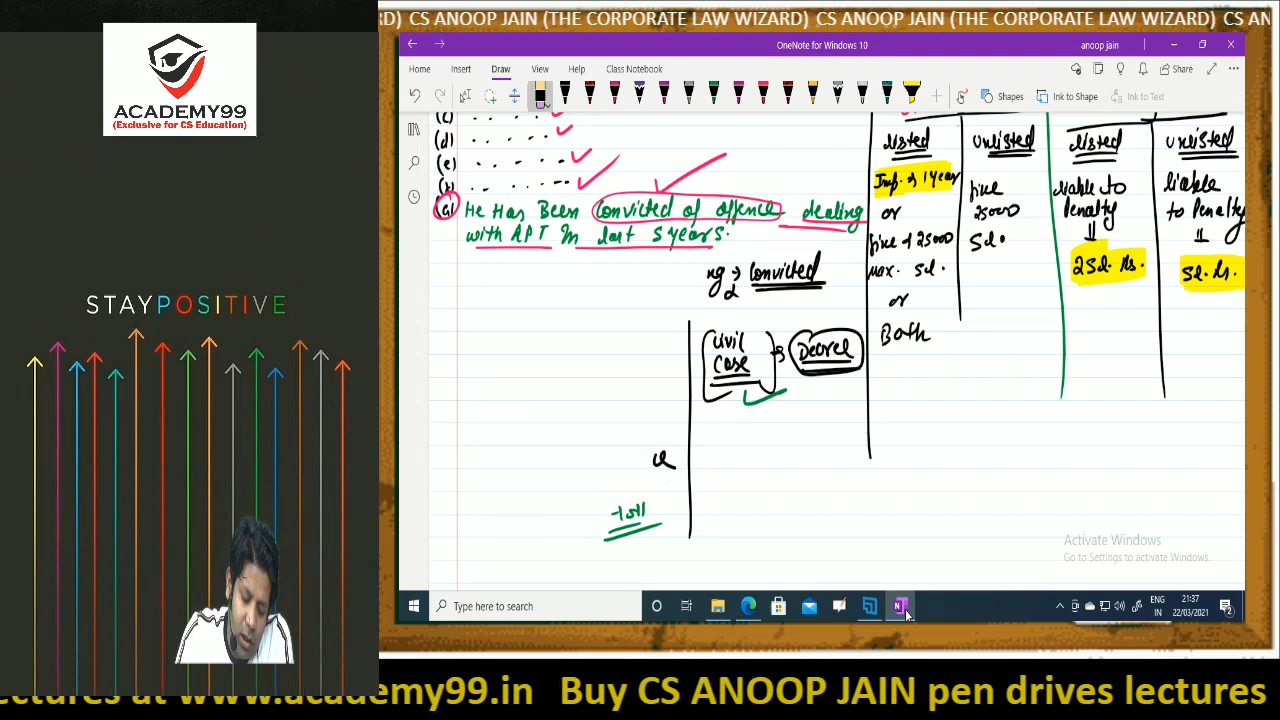 RD) CS ANOOP JAIN (THE CORPORATE LAW WIZARD) CS ANOOP JAIN (THE CORPORATE LAW WIZARD) CS AN
ACADEMY99
(Exclusive for CS Education)
STAYPOSITIVE
OneNote for Windows 10
anoop jain
Home Insert Draw View Help Class Notebook
Share
Shapes Ink to Shape Ink to Text
(c) . . . . .
(d) . . . . .
(e) . . . . .
(g) He Has Been convicted of offence dealing
with RPT in last 5 years.
convicted
Civil
case
Decree
Listed
Imp. of 1 year
or
fine of 25000
max. 5L.
or
Both
Unlisted
fine
25000
5L.
Listed
liable to
Penalty
25L. Rs.
Unlisted
liable
to Penalty
5L. Rs.
Activate Windows
Go to Settings to activate Windows.
Type here to search
ENG
IN
21:37
22/03/2021
ectures at www.academy99.in Buy CS ANOOP JAIN pen drives lectures